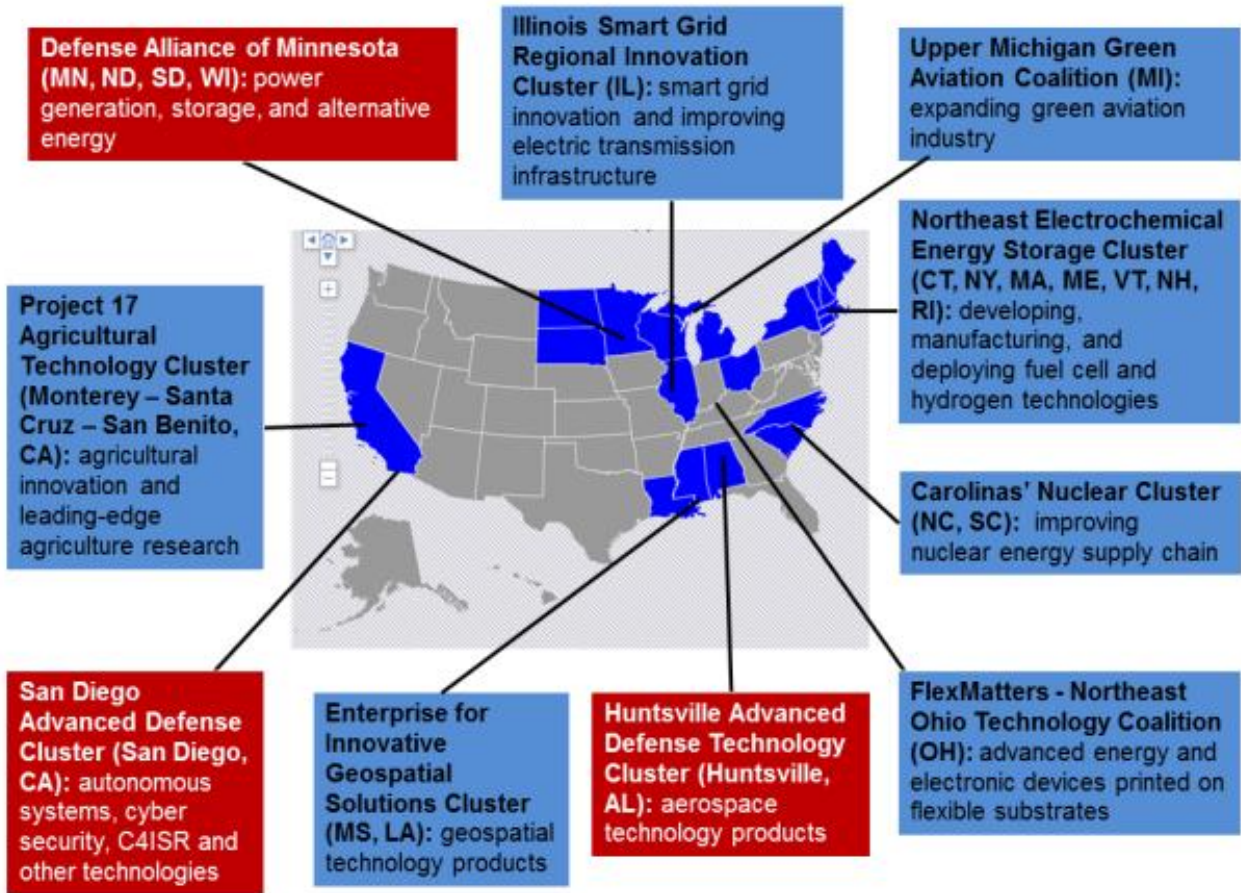 Defense Alliance of Minnesota
(MN, ND, SD, WI): power
generation, storage, and alternative
energy
Illinois Smart Grid
Regional Innovation
Cluster (IL): smart grid
innovation and improving
electric transmission
infrastructure
Upper Michigan Green
Aviation Coalition (MI):
expanding green aviation
industry
Northeast Electrochemical
Energy Storage Cluster
(CT, NY, MA, ME, VT, NH,
RI): developing,
manufacturing, and
deploying fuel cell and
hydrogen technologies
Project 17
Agricultural
Technology Cluster
(Monterey – Santa
Cruz – San Benito,
CA): agricultural
innovation and
leading-edge
agriculture research
Carolinas' Nuclear Cluster
(NC, SC): improving
nuclear energy supply chain
San Diego
Advanced Defense
Cluster (San Diego,
CA): autonomous
systems, cyber
security, C4ISR and
other technologies
Enterprise for
Innovative
Geospatial
Solutions Cluster
(MS, LA): geospatial
technology products
Huntsville Advanced
Defense Technology
Cluster (Huntsville,
AL): aerospace
technology products
FlexMatters - Northeast
Ohio Technology Coalition
(OH): advanced energy and
electronic devices printed on
flexible substrates